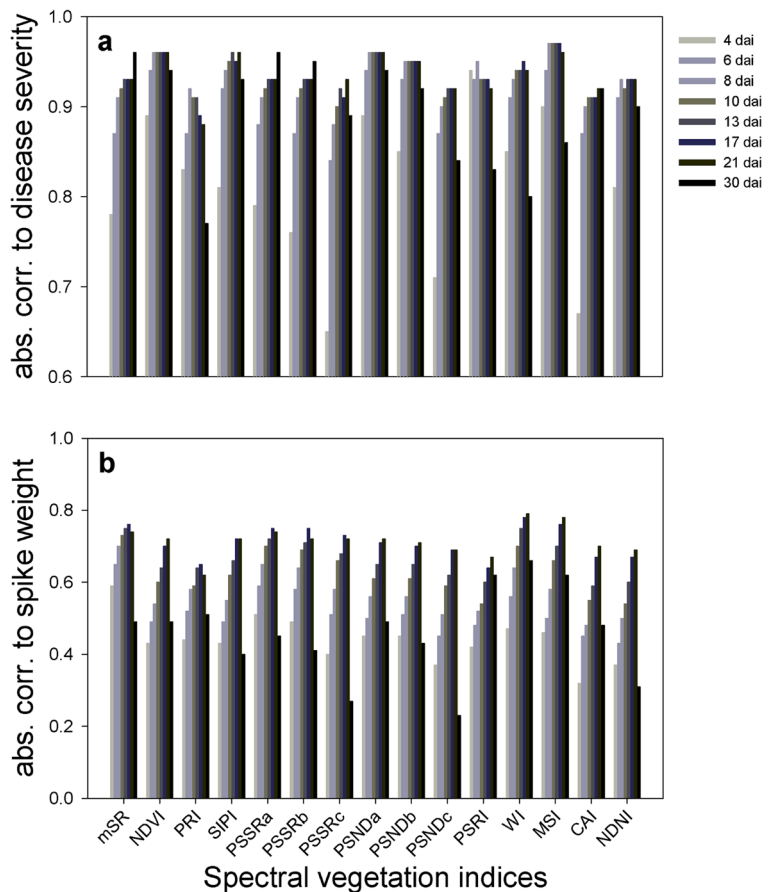 a
abs. corr. to disease severity
1.0
0.9
0.8
0.7
0.6
4 dai
6 dai
8 dai
10 dai
13 dai
17 dai
21 dai
30 dai
b
abs. corr. to spike weight
1.0
0.8
0.6
0.4
0.2
0.0
mSR
NDVI
PRI
SIPI
PSSRa
PSSRb
PSSRc
PSNDa
PSNDb
PSNDc
PSRI
WI
MSI
CAI
NDNI
Spectral vegetation indices